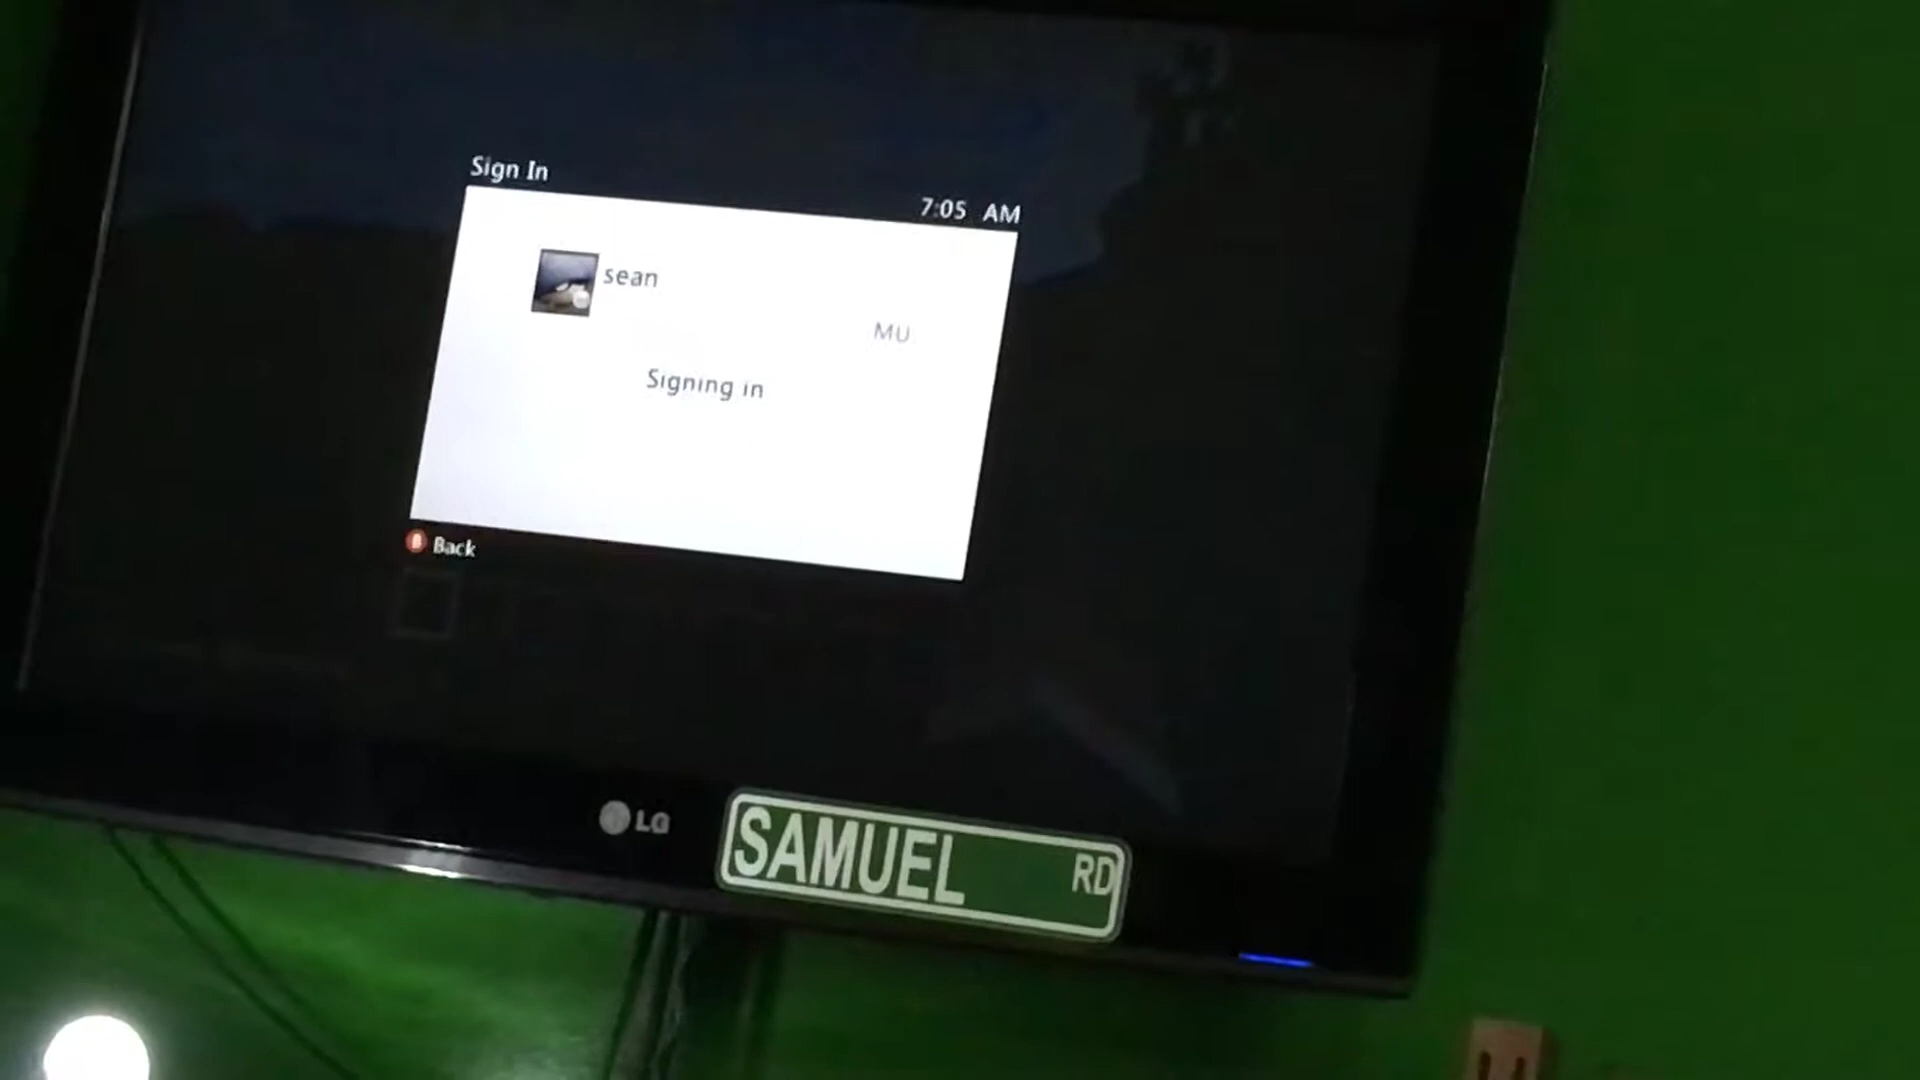 Sign In
7:05 AM
sean
MU
Signing in
B Back
LG
SAMUEL RD